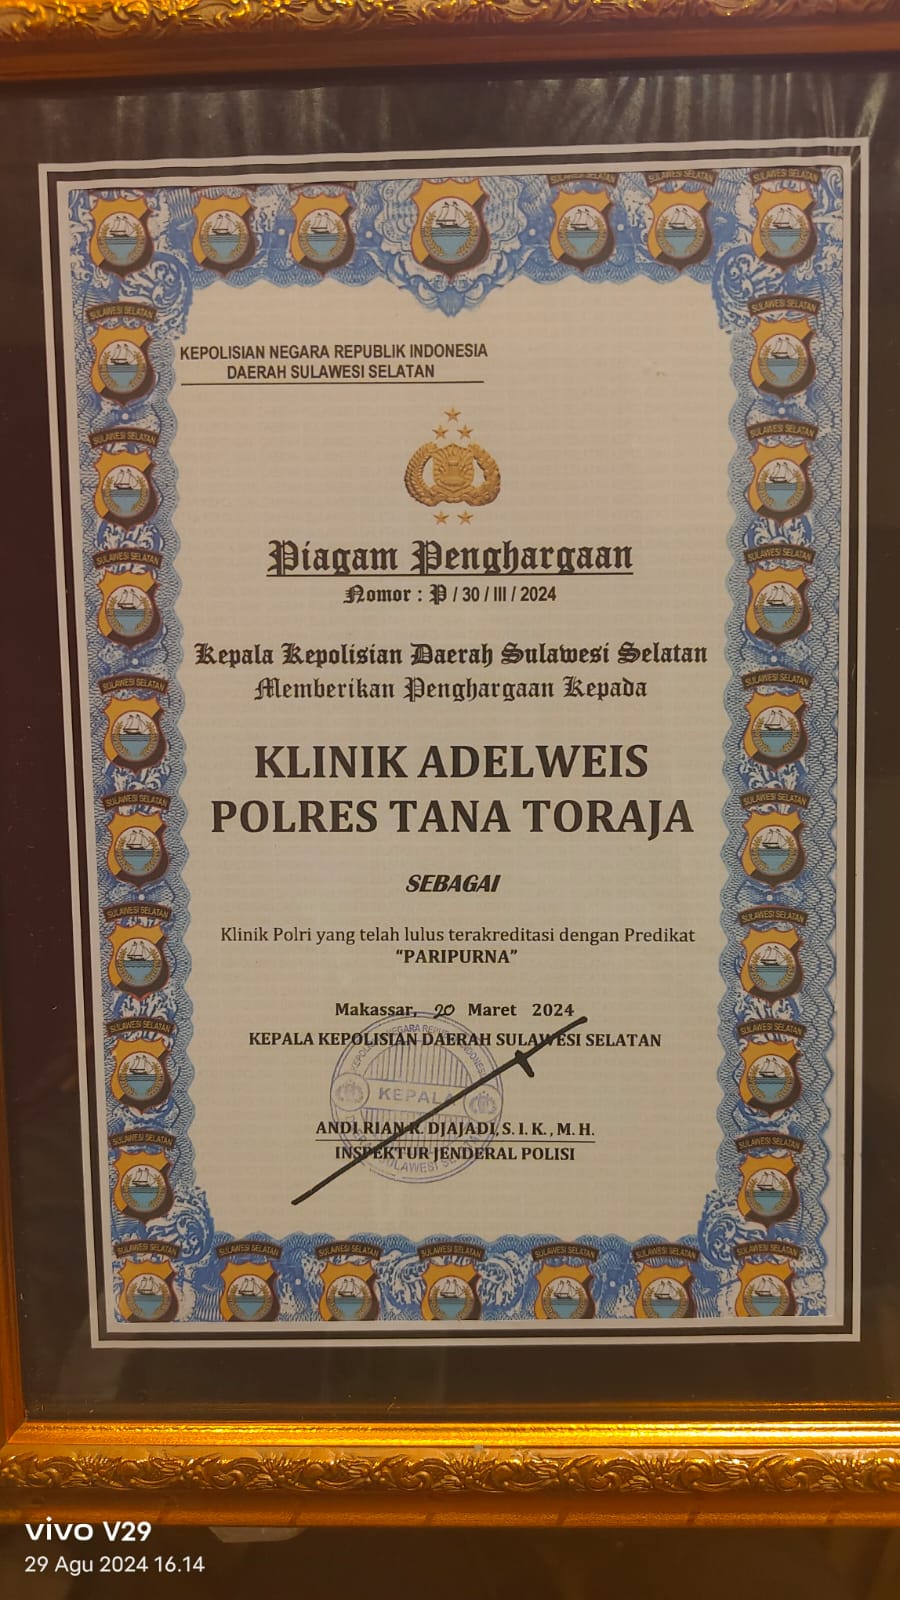 KEPOLISIAN NEGARA REPUBLIK INDONESIA
DAERAH SULAWESI SELATAN
Piagam Penghargaan
Nomor : P / 30 / III / 2024
Kepala Kepolisian Daerah Sulawesi Selatan
Memberikan Penghargaan Kepada
KLINIK ADELWEIS
POLRES TANA TORAJA
SEBAGAI
Klinik Polri yang telah lulus terakreditasi dengan Predikat
“PARIPURNA”
Makassar, 20 Maret 2024
KEPALA KEPOLISIAN DAERAH SULAWESI SELATAN
KEPALA
ANDI RIAN R. DJAJADI, S. I. K., M. H.
INSPEKTUR JENDERAL POLISI
SULAWESI SELATAN
vivo V29
29 Agu 2024 16.14